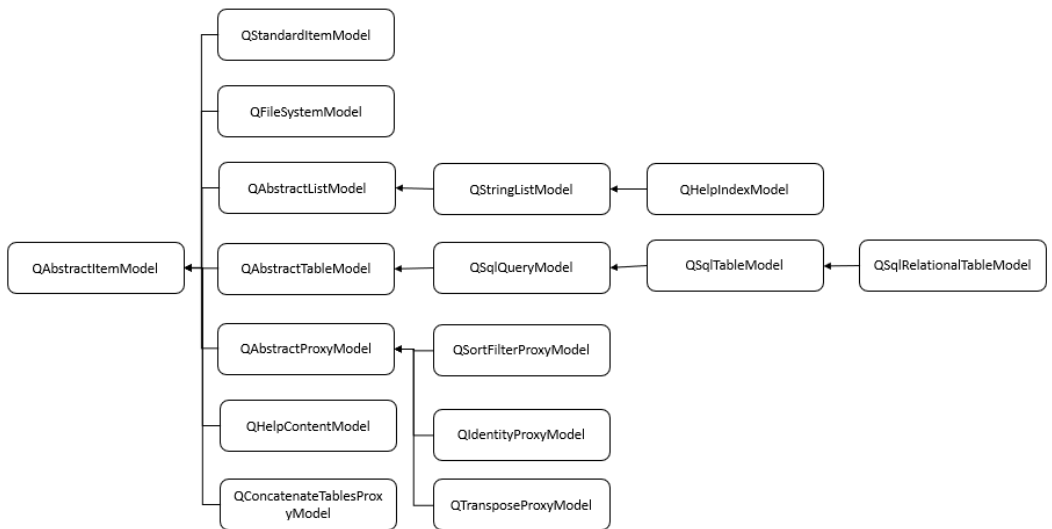 QStandardItemModel
QFileSystemModel
QAbstractListModel
QStringListModel
QHelpIndexModel
QAbstractItemModel
QAbstractTableModel
QSqlQueryModel
QSqlTableModel
QSqlRelationalTableModel
QAbstractProxyModel
QSortFilterProxyModel
QHelpContentModel
QIdentityProxyModel
QConcatenateTablesProx
yModel
QTransposeProxyModel